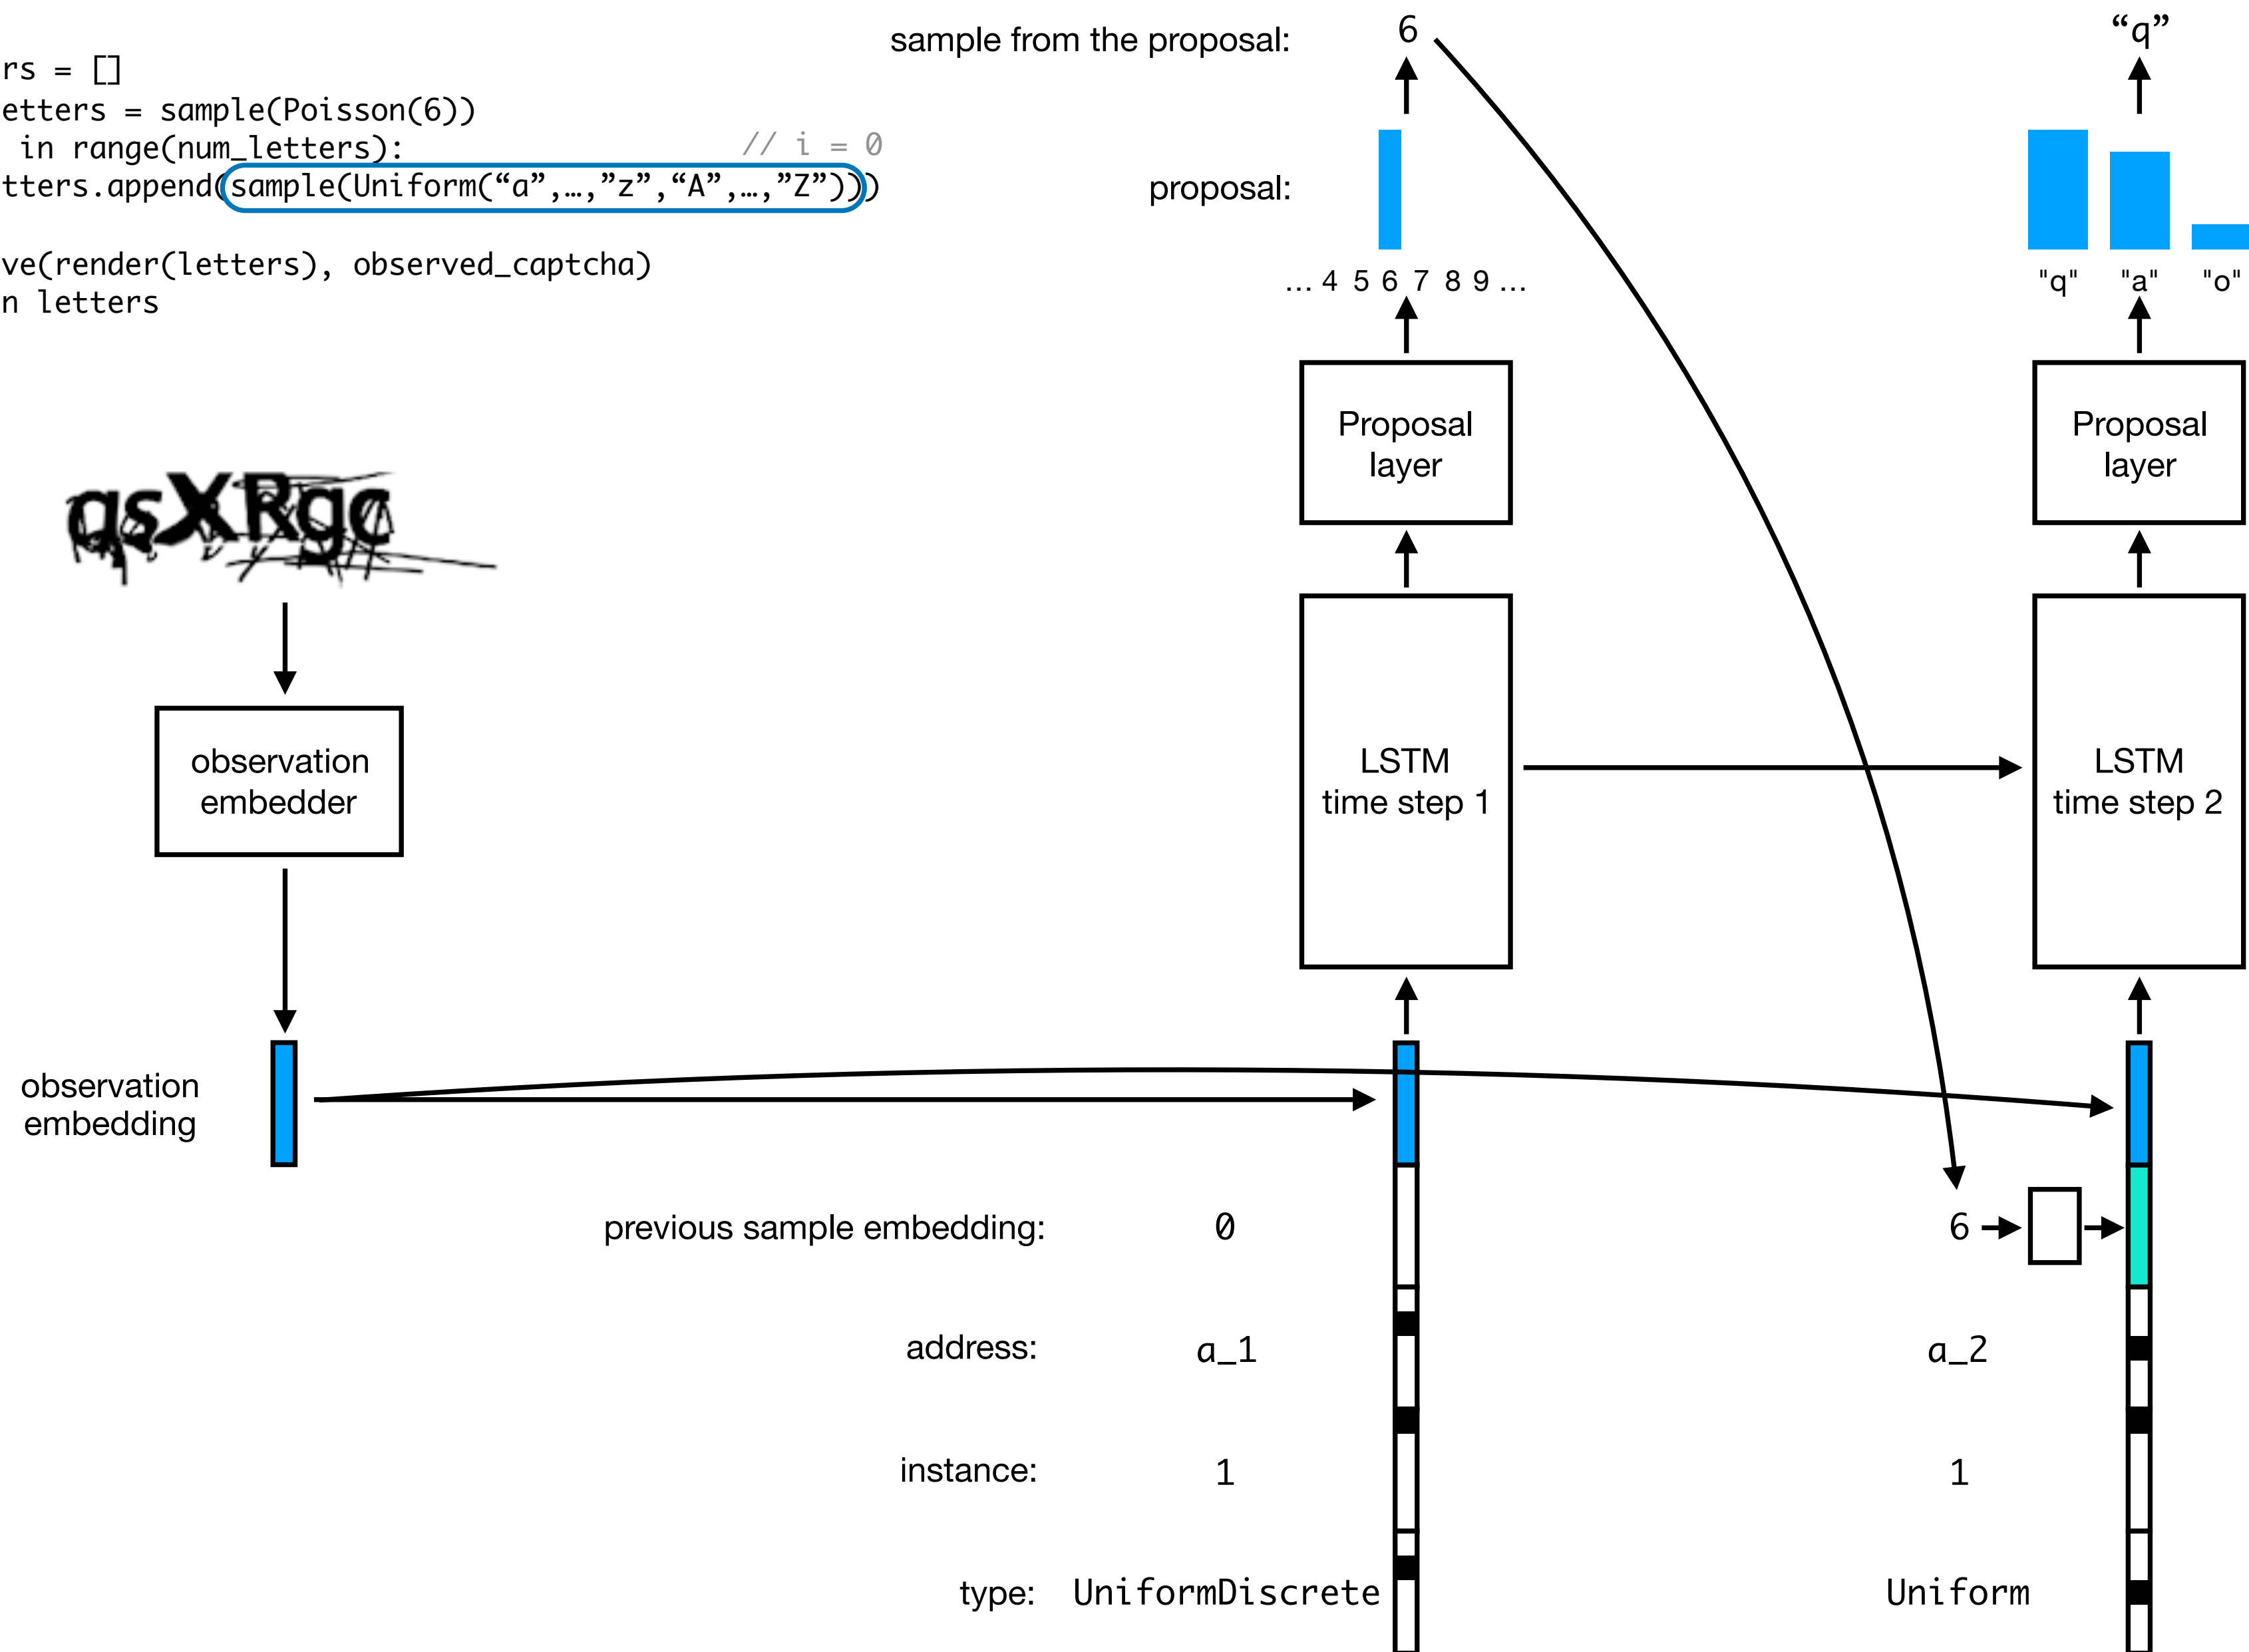 rs = []
etters = sample(Poisson(6))
in range(num_letters): // i = 0
tters.append(sample(Uniform(“a”,…,”z”,“A”,…,”Z”)))
ve(render(letters), observed_captcha)
n letters
sample from the proposal: 6 “q”
proposal:
… 4 5 6 7 8 9 … "q" "a" "o"
Proposal
layer
Proposal
layer
qsXRgc
observation
embedder
LSTM
time step 1
LSTM
time step 2
observation
embedding
previous sample embedding: 0 6
address: a_1 a_2
instance: 1 1
type: UniformDiscrete Uniform